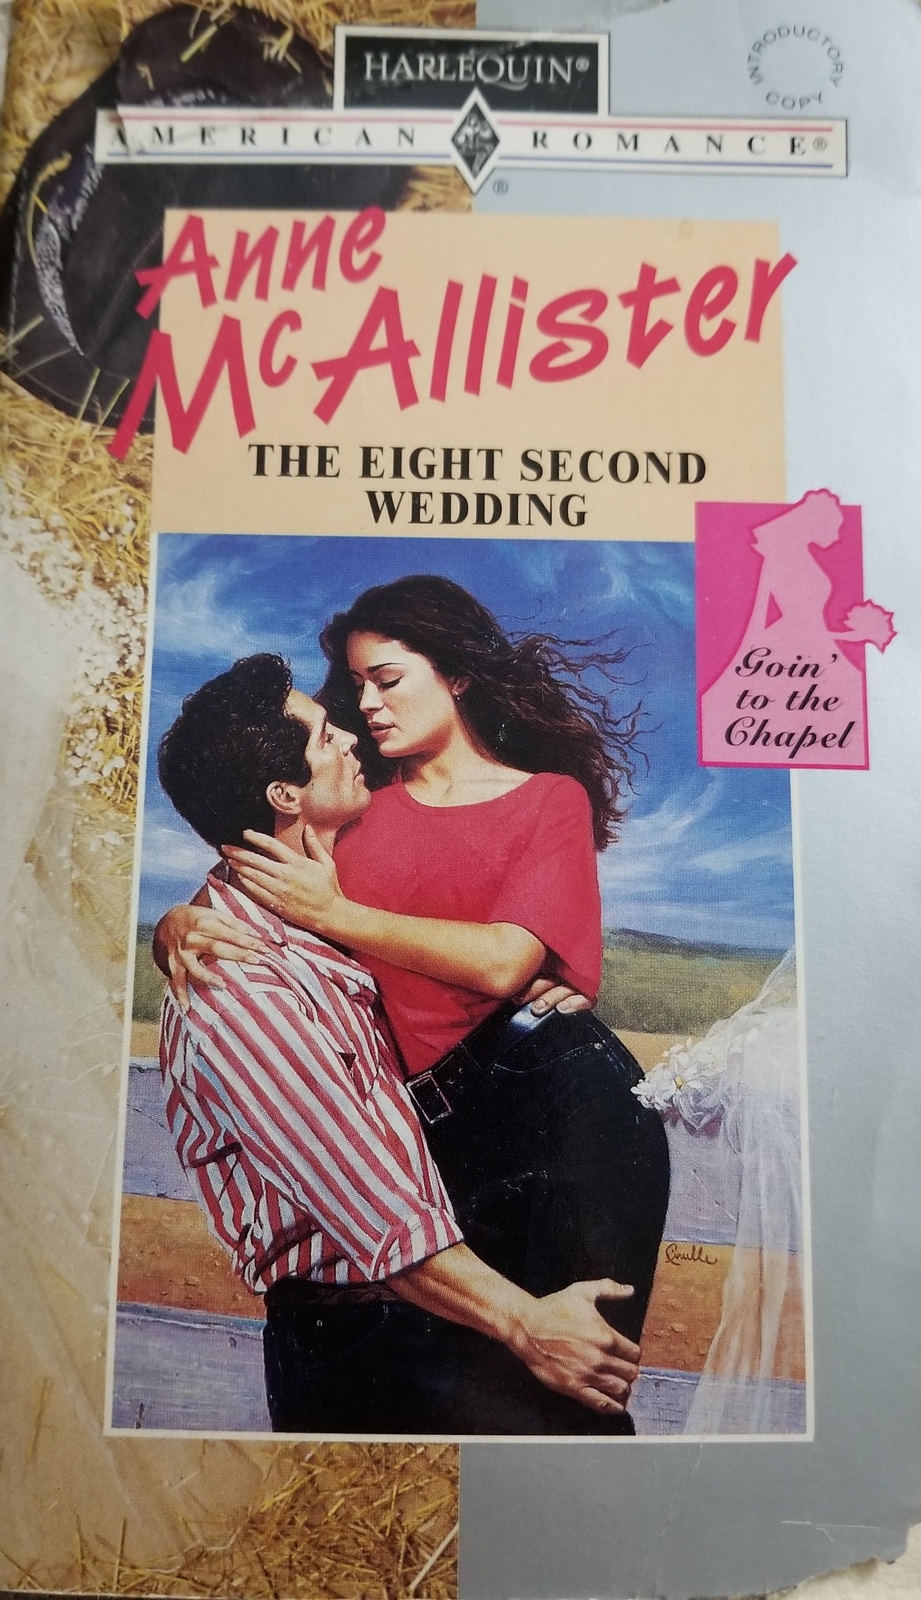 HARLEQUIN®
INTRODUCTORY
COPY
AMERICAN ROMANCE®
®
Anne
McAllister
THE EIGHT SECOND
WEDDING
Goin'
to the
Chapel